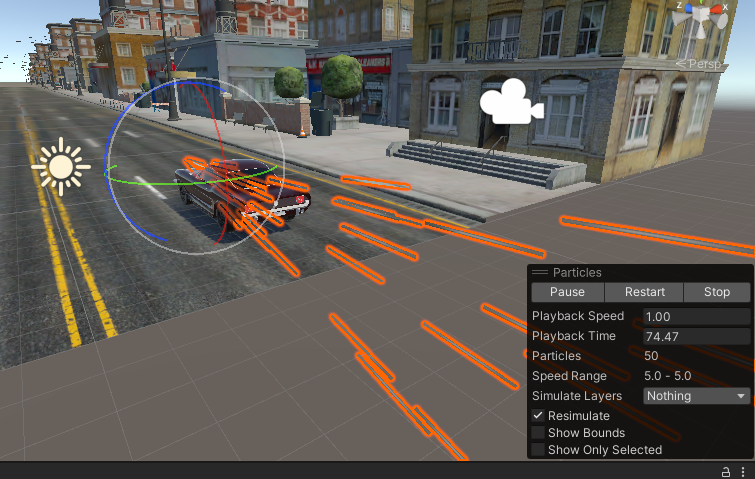 Z
X
Persp
CLEANERS
Particles
Pause Restart Stop
Playback Speed 1.00
Playback Time 74.47
Particles 50
Speed Range 5.0 - 5.0
Simulate Layers Nothing
Resimulate
Show Bounds
Show Only Selected